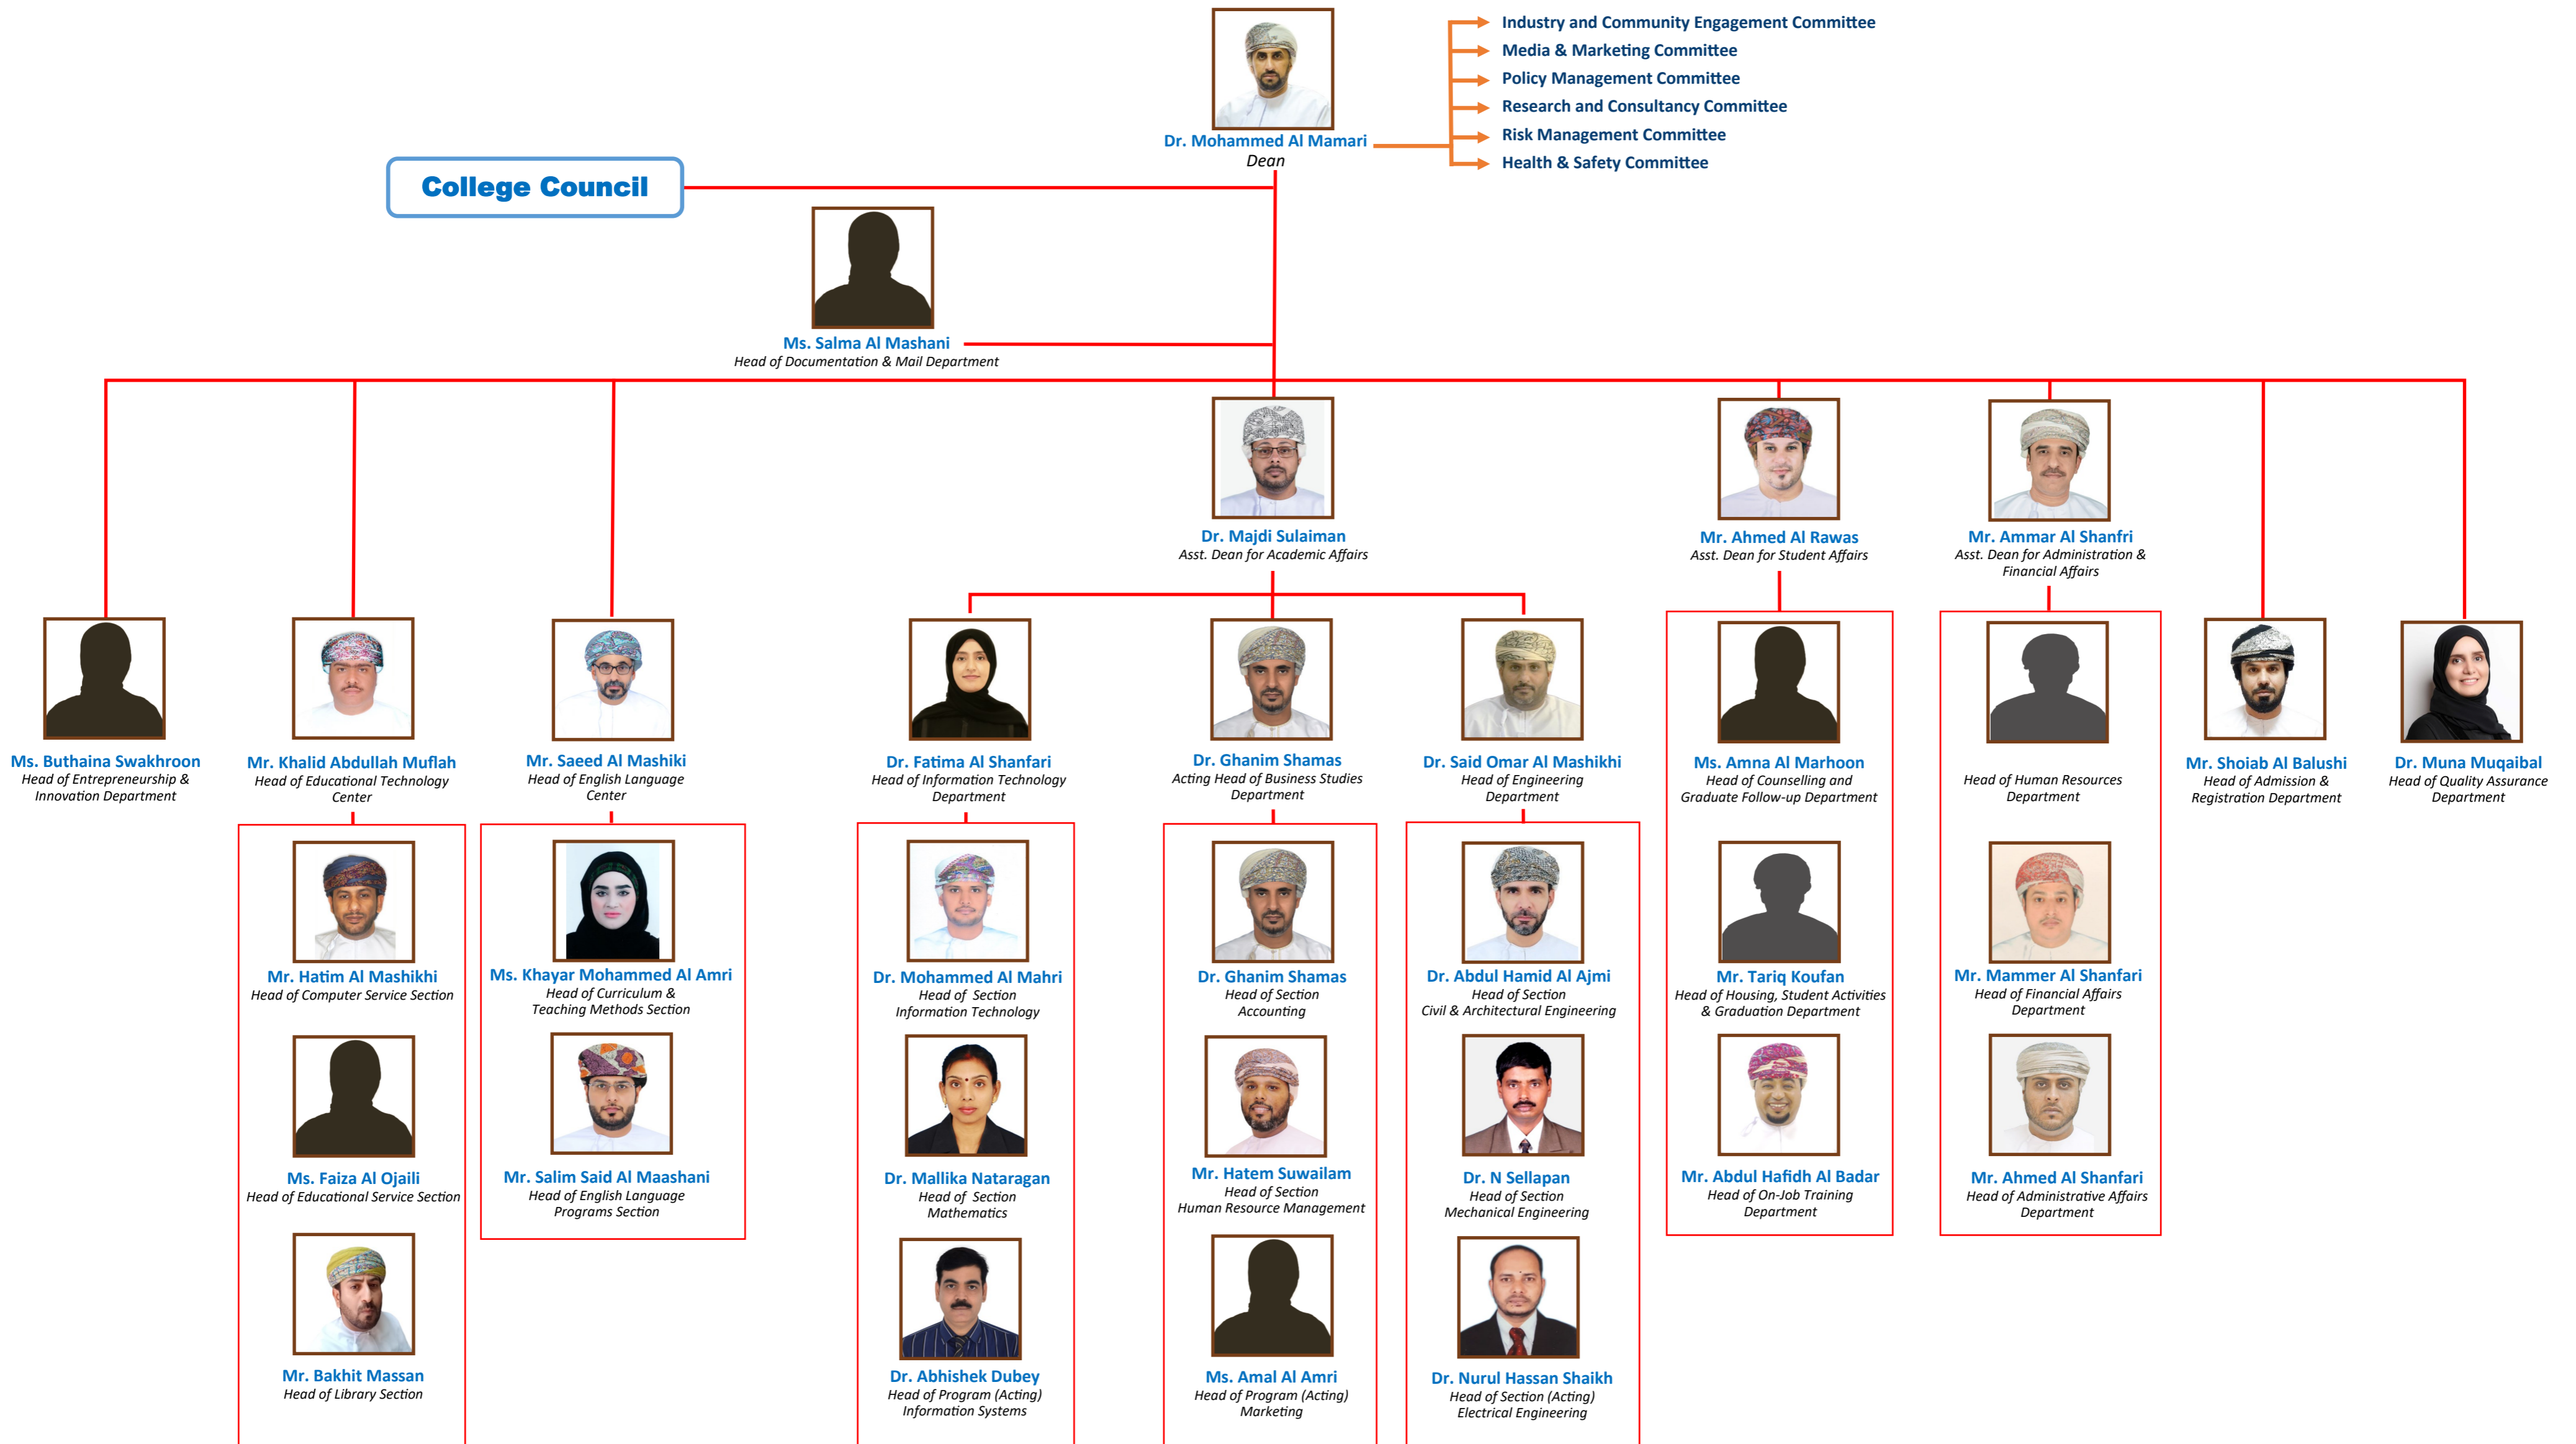 Industry and Community Engagement Committee
Media & Marketing Committee
Policy Management Committee
Research and Consultancy Committee
Risk Management Committee
Health & Safety Committee
Dr. Mohammed Al Mamari
Dean
College Council
Ms. Salma Al Mashani
Head of Documentation & Mail Department
Dr. Majdi Sulaiman
Asst. Dean for Academic Affairs
Mr. Ahmed Al Rawas
Asst. Dean for Student Affairs
Mr. Ammar Al Shanfri
Asst. Dean for Administration &
Financial Affairs
Ms. Buthaina Swakhroon
Head of Entrepreneurship &
Innovation Department
Mr. Khalid Abdullah Muflah
Head of Educational Technology
Center
Mr. Saeed Al Mashiki
Head of English Language
Center
Dr. Fatima Al Shanfari
Head of Information Technology
Department
Dr. Ghanim Shamas
Acting Head of Business Studies
Department
Dr. Said Omar Al Mashikhi
Head of Engineering
Department
Ms. Amna Al Marhoon
Head of Counselling and
Graduate Follow-up Department
Head of Human Resources
Department
Mr. Shoiab Al Balushi
Head of Admission &
Registration Department
Dr. Muna Muqaibal
Head of Quality Assurance
Department
Mr. Hatim Al Mashikhi
Head of Computer Service Section
Ms. Khayar Mohammed Al Amri
Head of Curriculum &
Teaching Methods Section
Dr. Mohammed Al Mahri
Head of Section
Information Technology
Dr. Ghanim Shamas
Head of Section
Accounting
Dr. Abdul Hamid Al Ajmi
Head of Section
Civil & Architectural Engineering
Mr. Tariq Koufan
Head of Housing, Student Activities
& Graduation Department
Mr. Mammer Al Shanfari
Head of Financial Affairs
Department
Ms. Faiza Al Ojaili
Head of Educational Service Section
Mr. Salim Said Al Maashani
Head of English Language
Programs Section
Dr. Mallika Nataragan
Head of Section
Mathematics
Mr. Hatem Suwailam
Head of Section
Human Resource Management
Dr. N Sellapan
Head of Section
Mechanical Engineering
Mr. Abdul Hafidh Al Badar
Head of On-Job Training
Department
Mr. Ahmed Al Shanfari
Head of Administrative Affairs
Department
Mr. Bakhit Massan
Head of Library Section
Dr. Abhishek Dubey
Head of Program (Acting)
Information Systems
Ms. Amal Al Amri
Head of Program (Acting)
Marketing
Dr. Nurul Hassan Shaikh
Head of Section (Acting)
Electrical Engineering